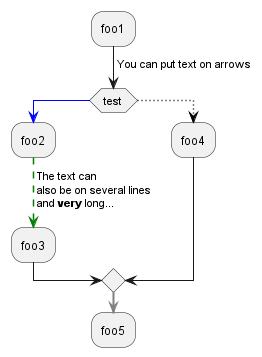 foo1
You can put text on arrows
test
foo2
foo4
The text can
also be on several lines
and very long...
foo3
foo5